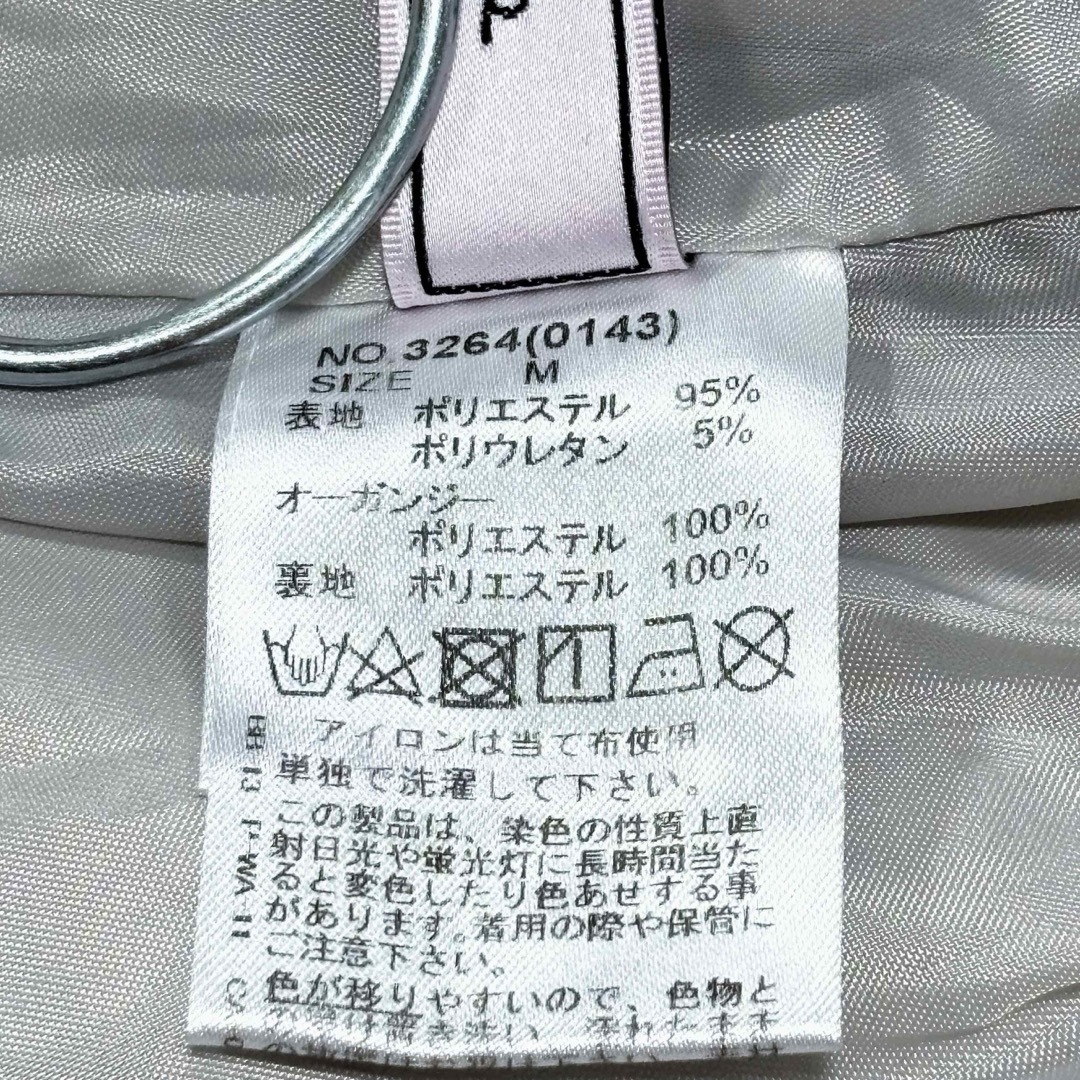 NO.3264(0143)
SIZE M
表地 ポリエステル 95%
ポリウレタン 5%
オーガンジー
ポリエステル 100%
裏地 ポリエステル 100%
アイロンは当て布使用
単独で洗濯して下さい。
この製品は、染色の性質上直
射日光や蛍光灯に長時間当た
ると変色したり色あせする事
があります。着用の際や保管に
ご注意下さい。
色が移りやすいので、色物と